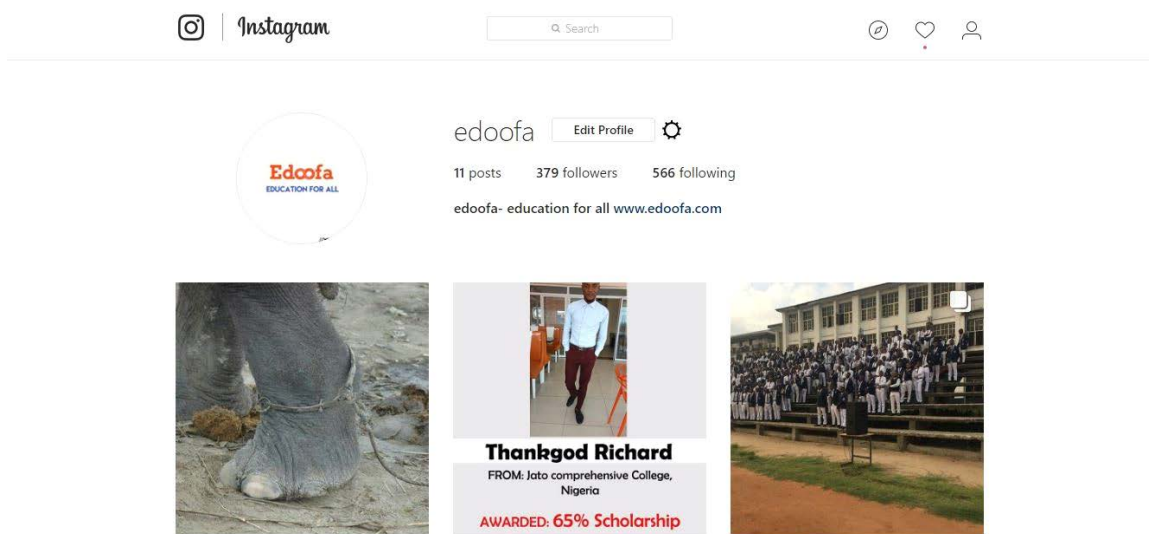 Instagram
Search
edoofa Edit Profile
11 posts 379 followers 566 following
edoofa- education for all www.edoofa.com
Edoofa
EDUCATION FOR ALL
Thankgod Richard
FROM: Jato comprehensive College,
Nigeria
AWARDED: 65% Scholarship